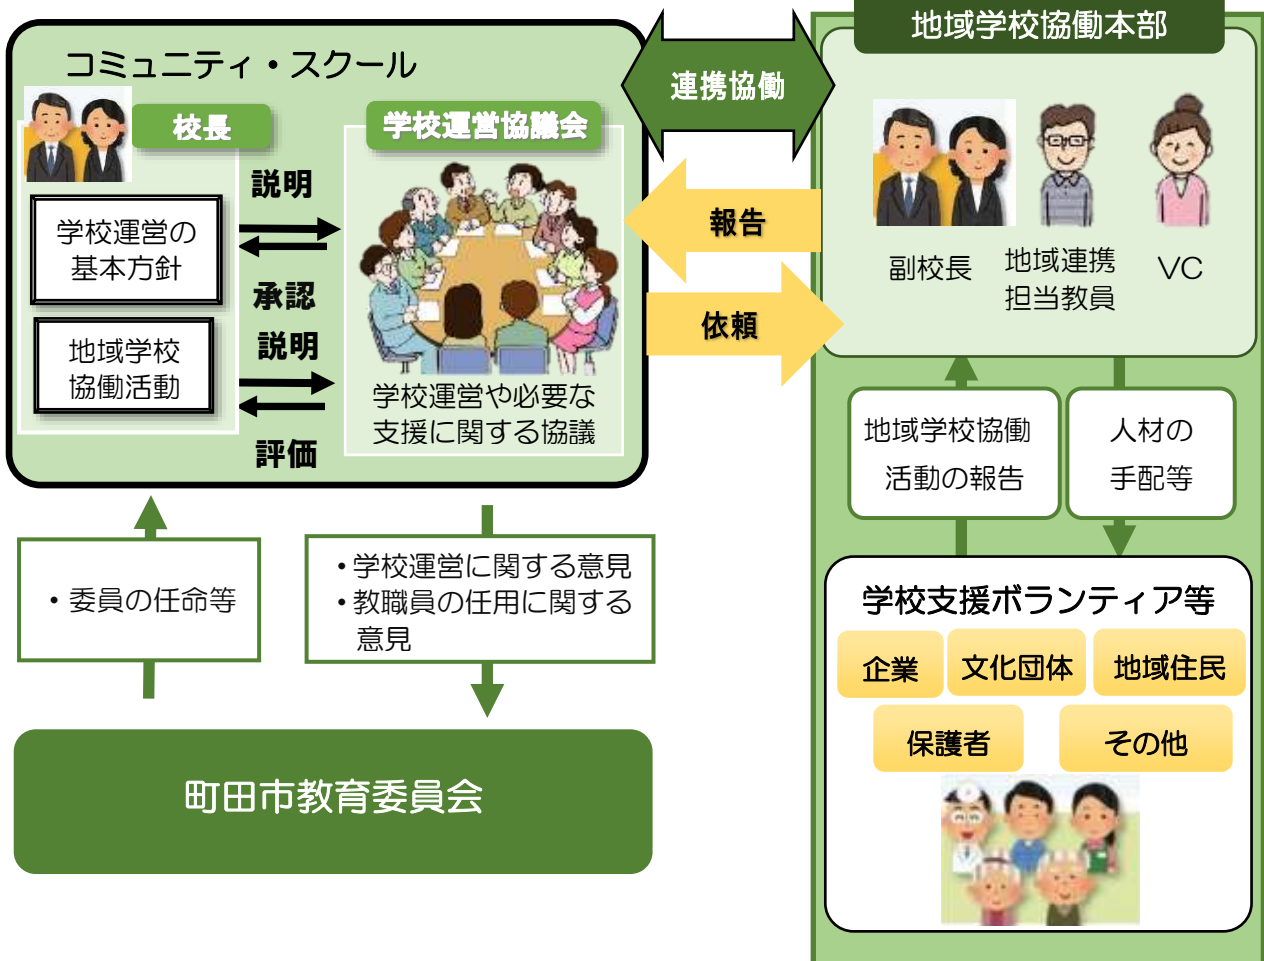 コミュニティ・スクール
校長
学校運営協議会
説明
学校運営の
基本方針
承認
説明
地域学校
協働活動
評価
学校運営や必要な
支援に関する協議
連携協働
報告
依頼
地域学校協働本部
副校長
地域連携
担当教員
VC
地域学校協働
活動の報告
人材の
手配等
・委員の任命等
・学校運営に関する意見
・教職員の任用に関する
意見
町田市教育委員会
学校支援ボランティア等
企業
文化団体
地域住民
保護者
その他